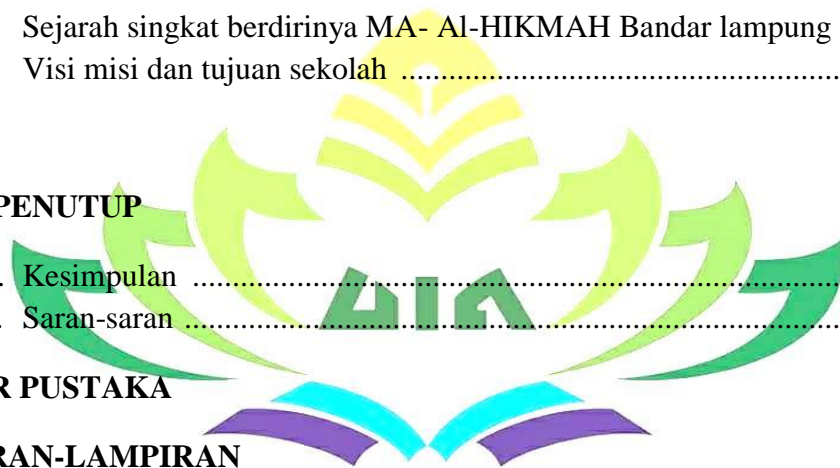 Sejarah singkat berdirinya MA- Al-HIKMAH Bandar lampung
Visi misi dan tujuan sekolah ......................................................
PENUTUP
. Kesimpulan ................................................................................
. Saran-saran .................................................................................
R PUSTAKA
RAN-LAMPIRAN
UIN